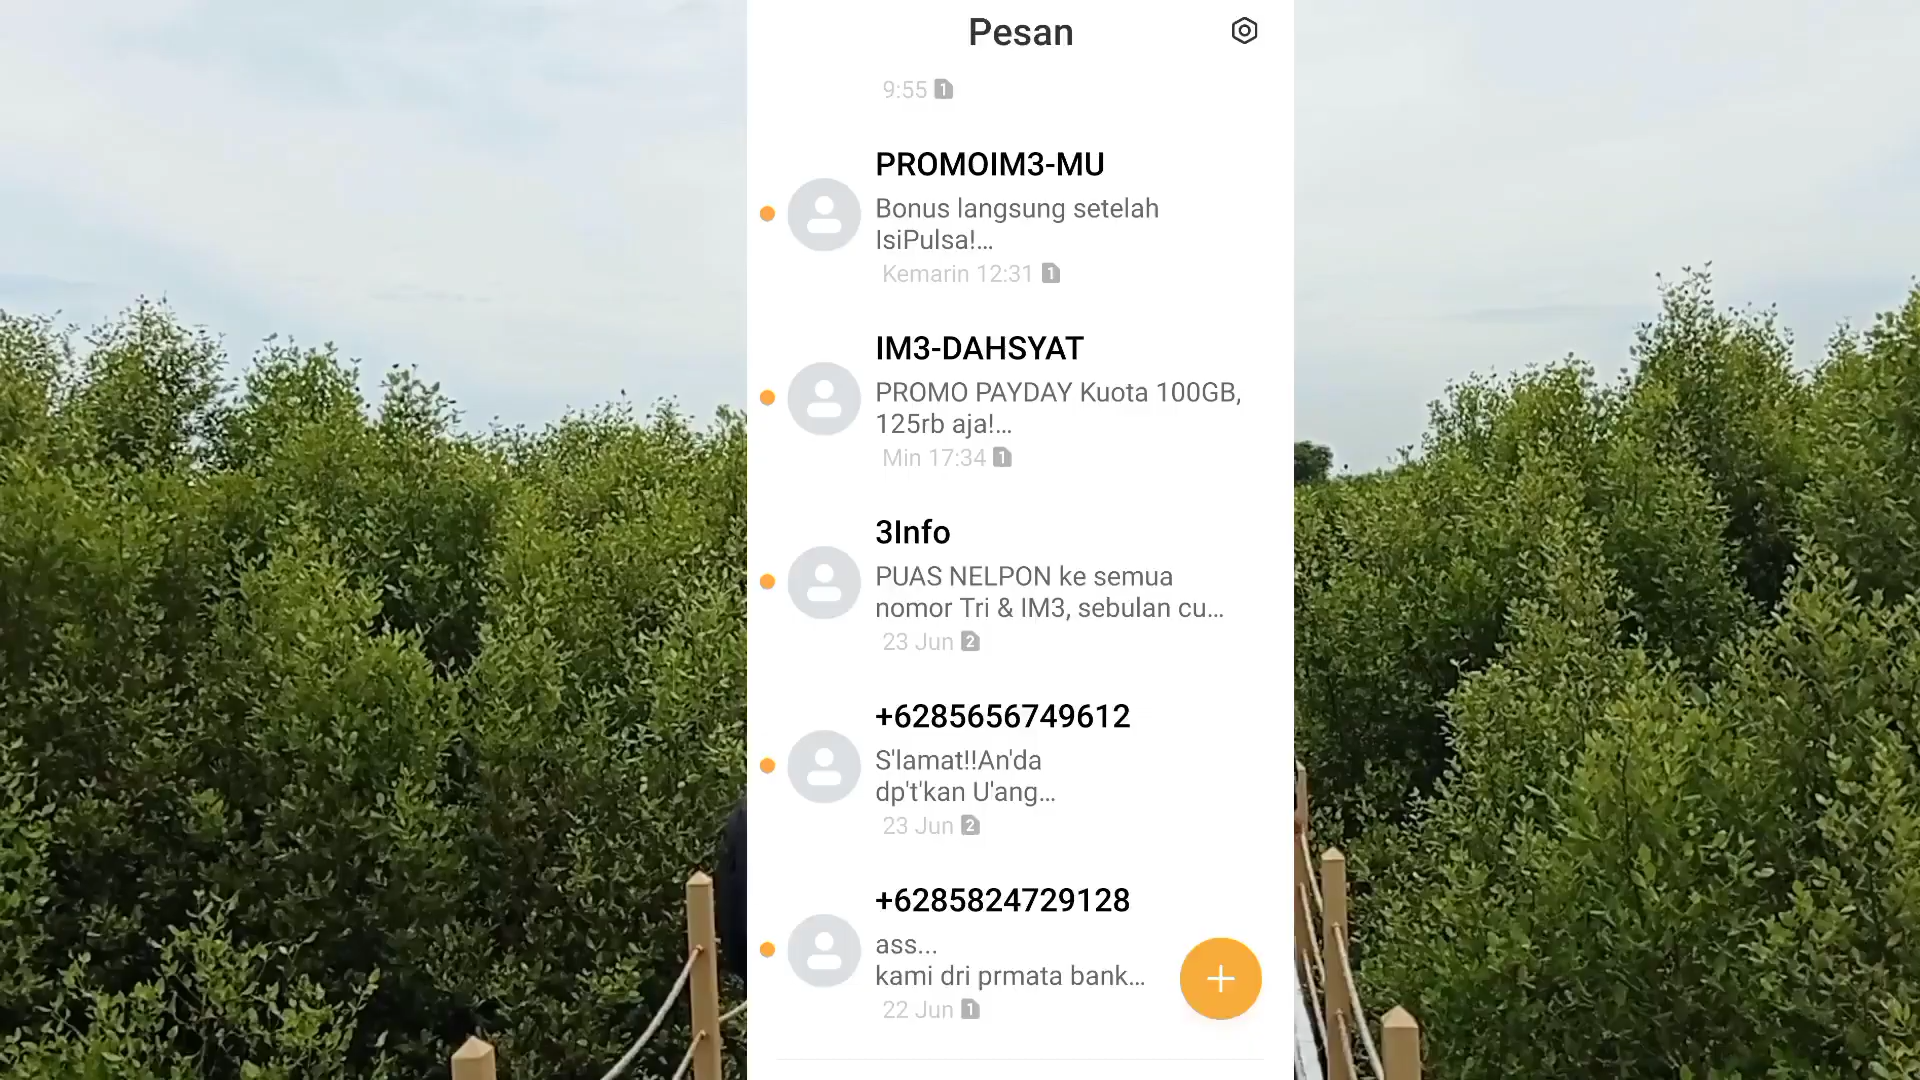 Pesan
9:55 1
PROMOIM3-MU
Bonus langsung setelah
IsiPulsa!...
Kemarin 12:31 1
IM3-DAHSYAT
PROMO PAYDAY Kuota 100GB,
125rb aja!...
Min 17:34 1
3Info
PUAS NELPON ke semua
nomor Tri & IM3, sebulan cu...
23 Jun 2
+6285656749612
S'lamat!!An'da
dp't'kan U'ang...
23 Jun 2
+6285824729128
ass...
kami dri prmata bank...
22 Jun 1